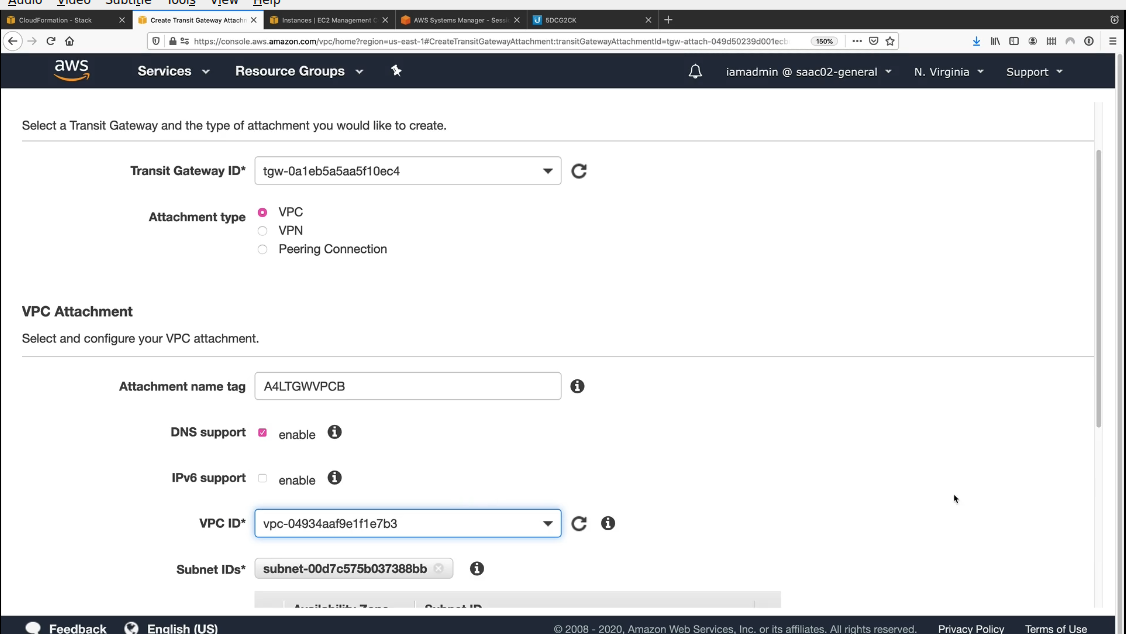 Audio Video Subtitle Tools View Help
CloudFormation - Stack
Create Transit Gateway Attachm
Instances | EC2 Management C
AWS Systems Manager - Sessi
5DCG2CK
https://console.aws.amazon.com/vpc/home?region=us-east-1#CreateTransitGatewayAttachment:transitGatewayAttachmentId=tgw-attach-049d50239d001ecb
150%
aws
Services
Resource Groups
iamadmin @ saac02-general
N. Virginia
Support
Select a Transit Gateway and the type of attachment you would like to create.
Transit Gateway ID* tgw-0a1eb5a5aa5f10ec4
Attachment type VPC
VPN
Peering Connection
VPC Attachment
Select and configure your VPC attachment.
Attachment name tag A4LTGWVPCB
DNS support enable
IPv6 support enable
VPC ID* vpc-04934aaf9e1f1e7b3
Subnet IDs* subnet-00d7c575b037388bb
Availability Zone Subnet ID
Feedback English (US) © 2008 - 2020, Amazon Web Services, Inc. or its affiliates. All rights reserved. Privacy Policy Terms of Use